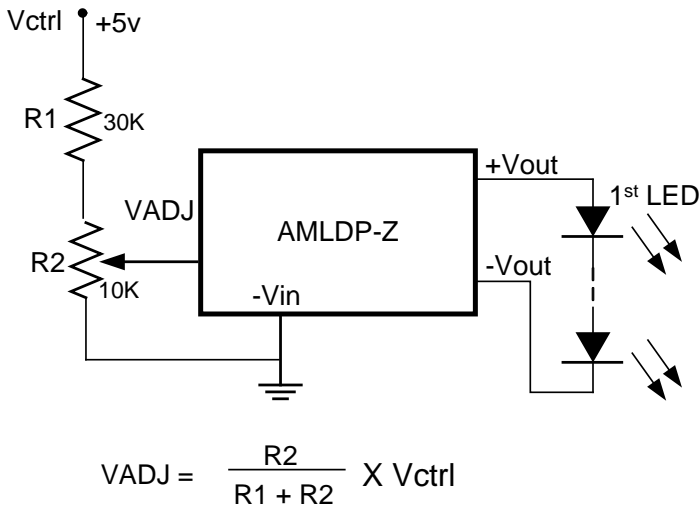 Vctrl +5v
R1 30K
VADJ
R2 10K
AMLDP-Z
-Vin
+Vout
-Vout
1st LED
VADJ = R2 / R1 + R2 X Vctrl